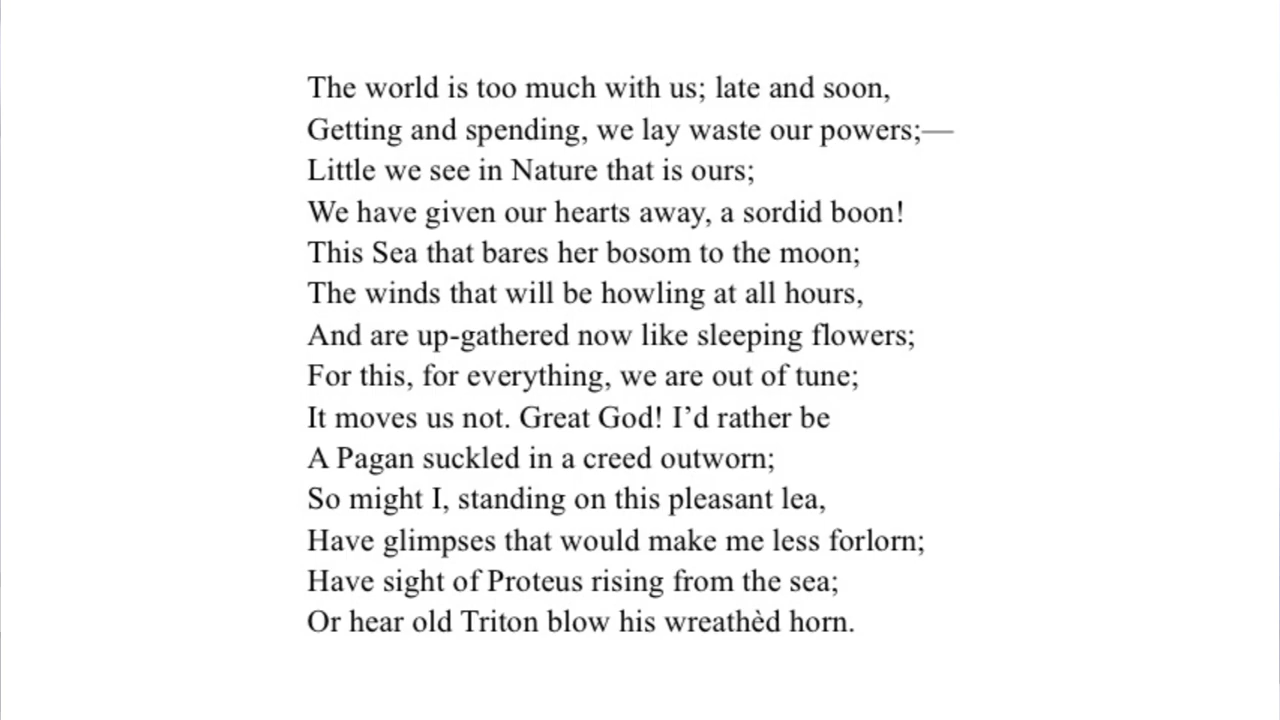 The world is too much with us; late and soon,
Getting and spending, we lay waste our powers;—
Little we see in Nature that is ours;
We have given our hearts away, a sordid boon!
This Sea that bares her bosom to the moon;
The winds that will be howling at all hours,
And are up-gathered now like sleeping flowers;
For this, for everything, we are out of tune;
It moves us not. Great God! I’d rather be
A Pagan suckled in a creed outworn;
So might I, standing on this pleasant lea,
Have glimpses that would make me less forlorn;
Have sight of Proteus rising from the sea;
Or hear old Triton blow his wreathèd horn.